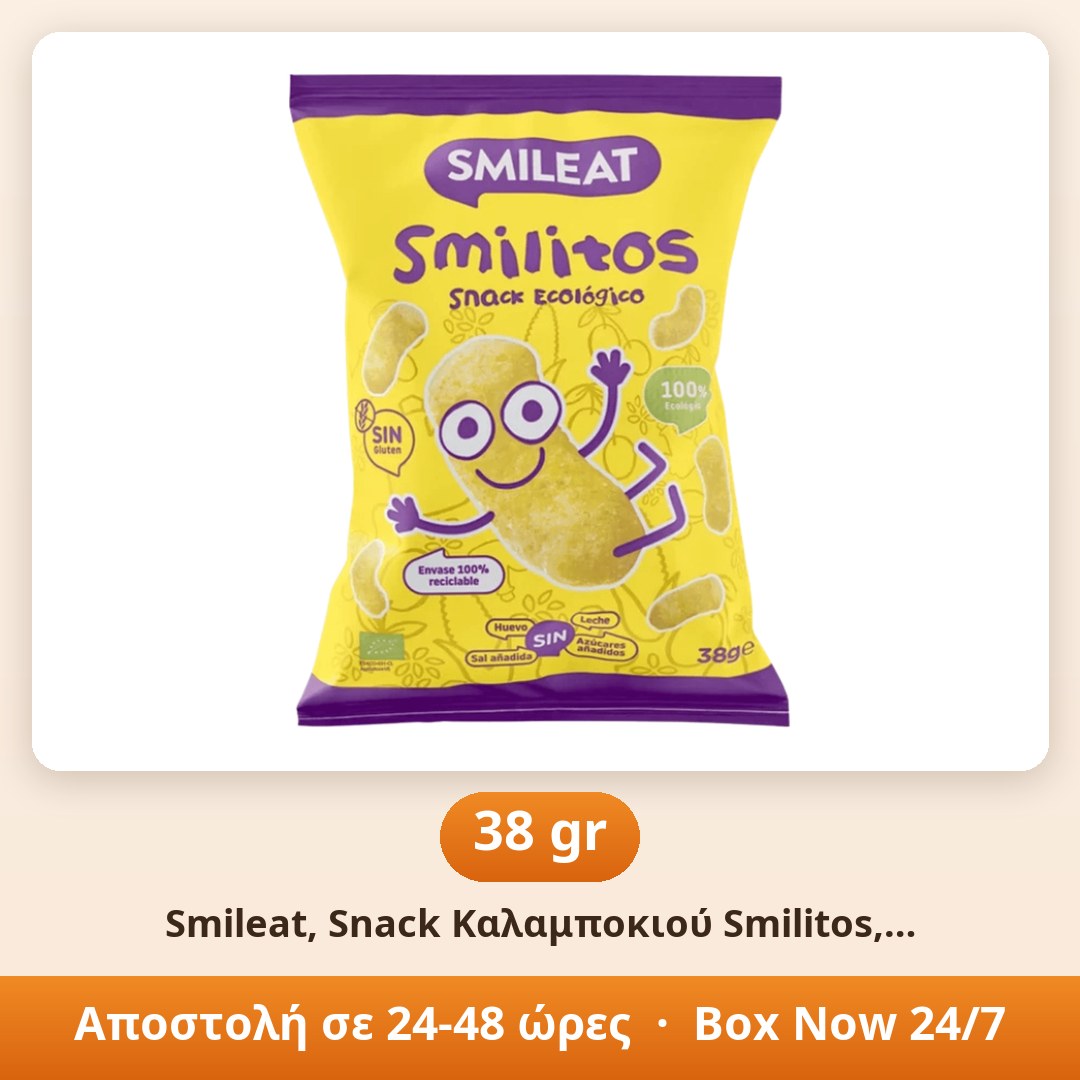 SMILEAT
Smilitos
Snack Ecológico
100%
SIN
Gluten
Envase 100%
reciclable
Huevo
Leche
SIN
Sal añadida
Azúcares
añadidos
38g e
38 gr
Smileat, Snack Καλαμποκιού Smilitos,...
Αποστολή σε 24-48 ώρες · Box Now 24/7